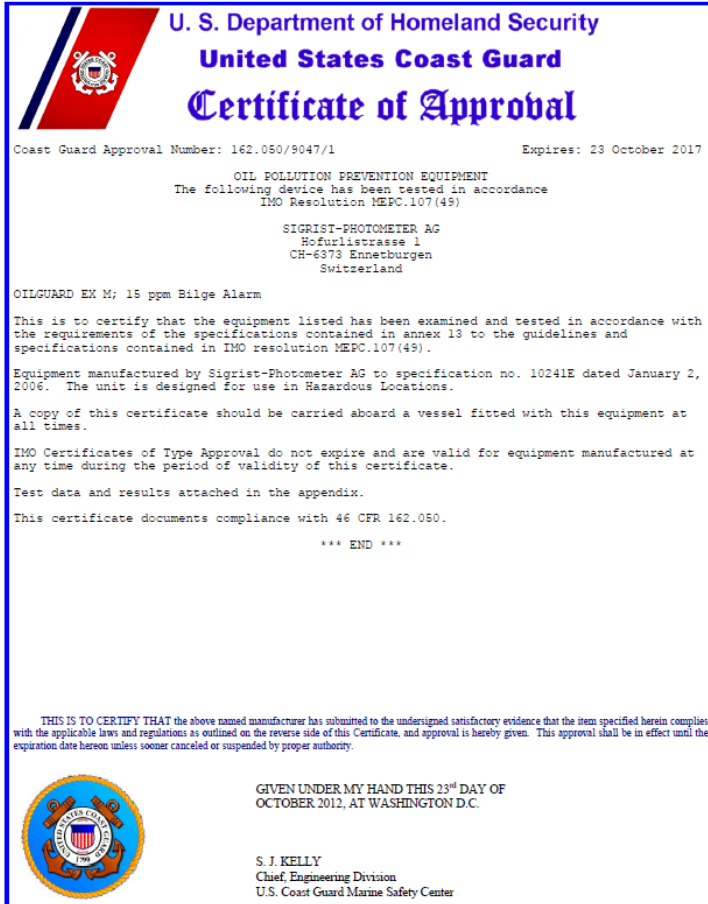 U. S. Department of Homeland Security
United States Coast Guard
Certificate of Approval
Coast Guard Approval Number: 162.050/9047/1 Expires: 23 October 2017
OIL POLLUTION PREVENTION EQUIPMENT
The following device has been tested in accordance
IMO Resolution MEPC.107(49)
SIGRIST-PHOTOMETER AG
Hofurlistrasse 1
CH-6373 Ennetburgen
Switzerland
OILGUARD EX M; 15 ppm Bilge Alarm
This is to certify that the equipment listed has been examined and tested in accordance with
the requirements of the specifications contained in annex 13 to the guidelines and
specifications contained in IMO resolution MEPC.107(49).
Equipment manufactured by Sigrist-Photometer AG to specification no. 10241E dated January 2,
2006. The unit is designed for use in Hazardous Locations.
A copy of this certificate should be carried aboard a vessel fitted with this equipment at
all times.
IMO Certificates of Type Approval do not expire and are valid for equipment manufactured at
any time during the period of validity of this certificate.
Test data and results attached in the appendix.
This certificate documents compliance with 46 CFR 162.050.
*** END ***
THIS IS TO CERTIFY THAT the above named manufacturer has submitted to the undersigned satisfactory evidence that the item specified herein complies
with the applicable laws and regulations as outlined on the reverse side of this Certificate, and approval is hereby given. This approval shall be in effect until the
expiration date hereon unless sooner canceled or suspended by proper authority.
GIVEN UNDER MY HAND THIS 23rd DAY OF
OCTOBER 2012, AT WASHINGTON D.C.
UNITED STATES COAST GUARD
1790
S. J. KELLY
Chief, Engineering Division
U.S. Coast Guard Marine Safety Center